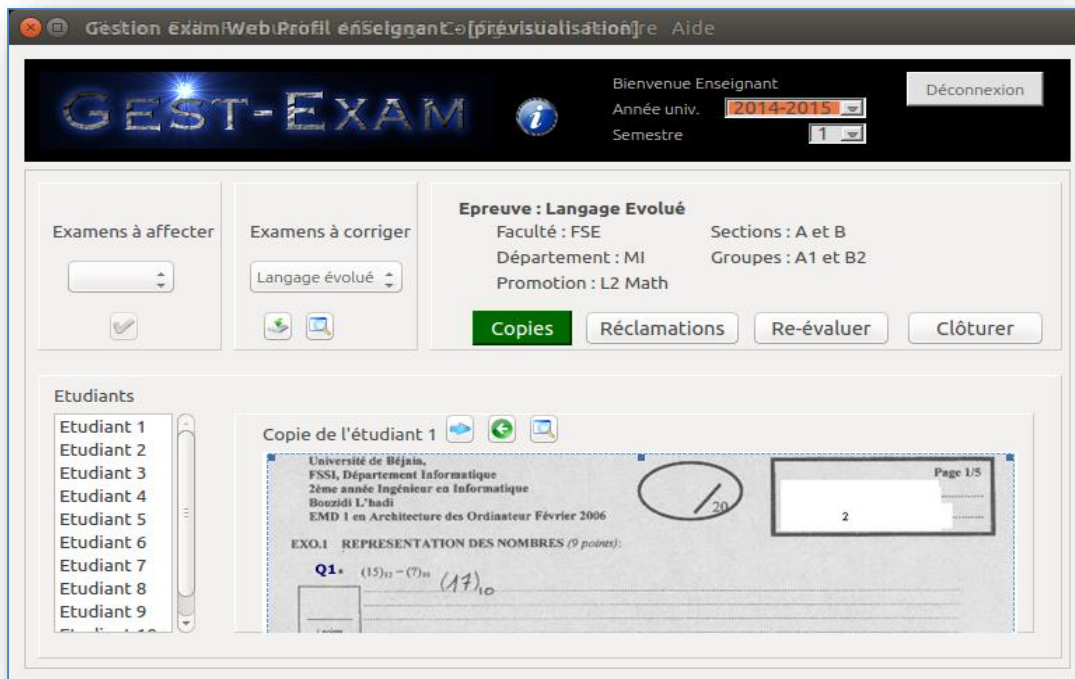 Gestion Exam Web Profil enseignant - [prévisualisation]
Aide
GEST-EXAM
Bienvenue Enseignant
Année univ. 2014-2015
Semestre 1
Déconnexion
Examens à affecter
Examens à corriger
Langage évolué
Epreuve : Langage Evolué
Faculté : FSE Sections : A et B
Département : MI Groupes : A1 et B2
Promotion : L2 Math
Copies Réclamations Re-évaluer Clôturer
Etudiants
Etudiant 1
Etudiant 2
Etudiant 3
Etudiant 4
Etudiant 5
Etudiant 6
Etudiant 7
Etudiant 8
Etudiant 9
Copie de l'étudiant 1
Université de Béjain,
FSSI, Département Informatique
2ème année Ingénieur en Informatique
Bouzidi L'hadi
EMD 1 en Architecture des Ordinateur Février 2006
/20
Page 1/5
2
EXO.1 REPRESENTATION DES NOMBRES (9 points):
Q1. (17)₁₀